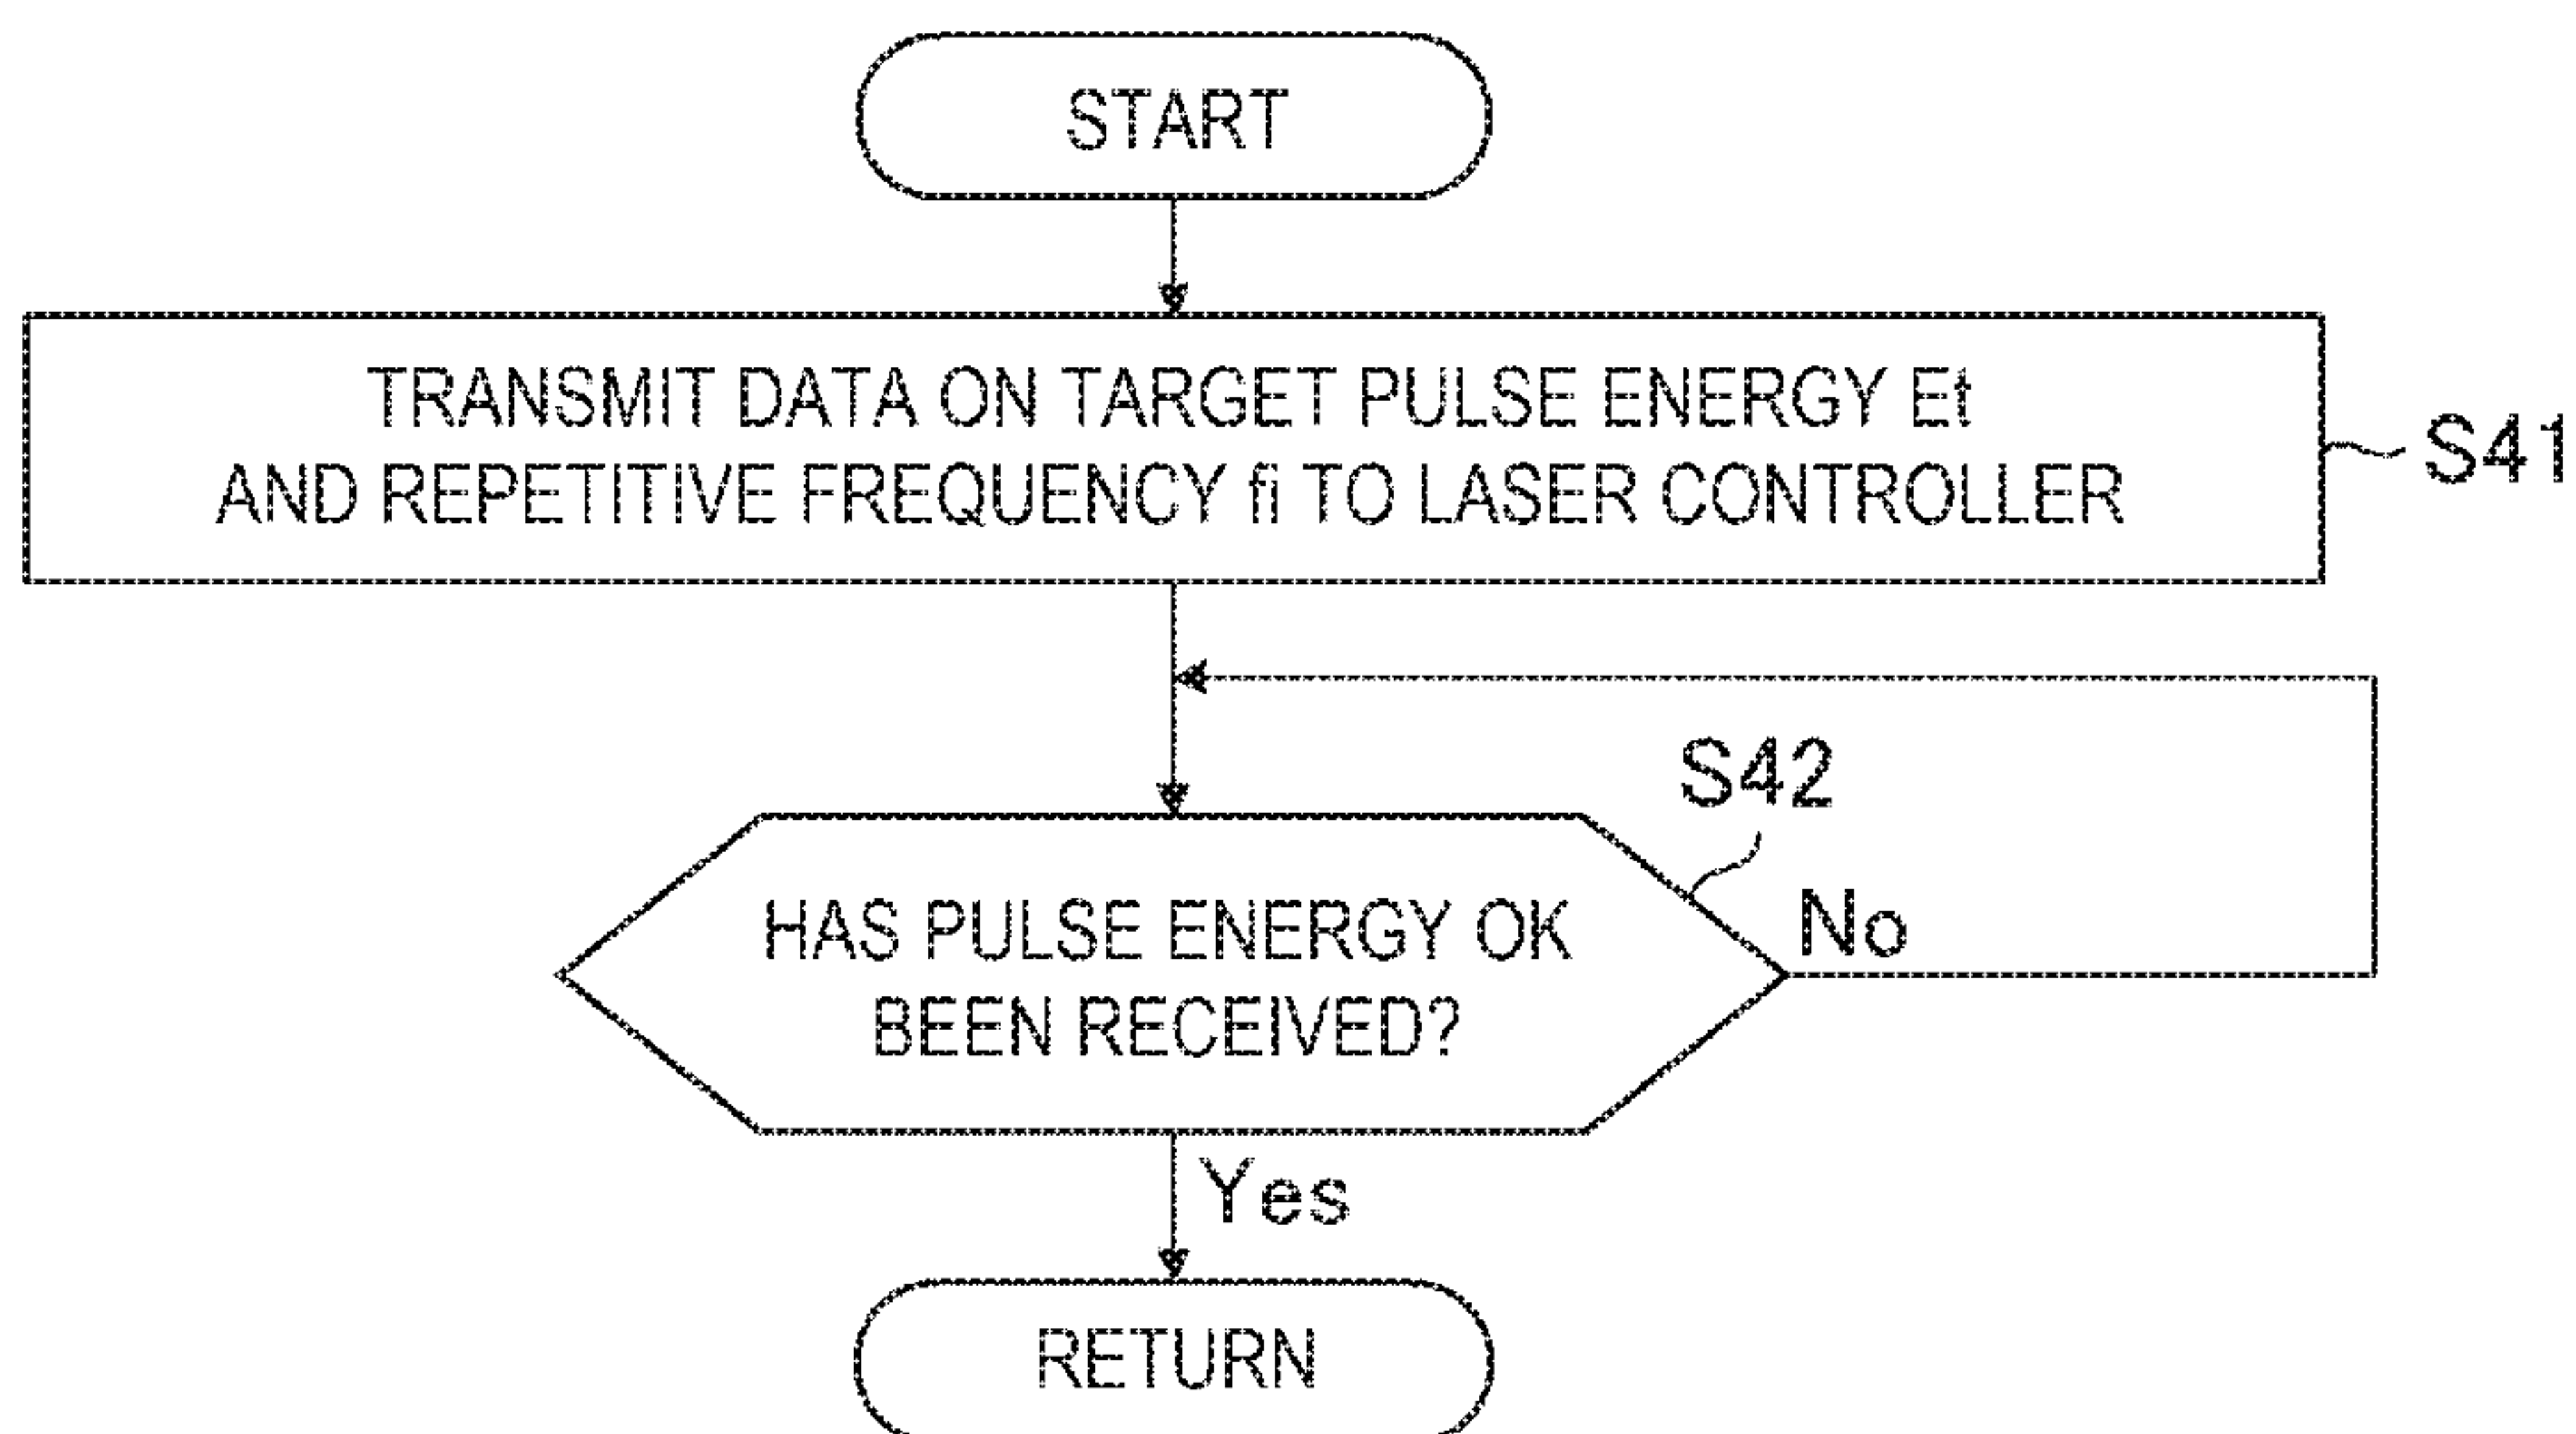 START
TRANSMIT DATA ON TARGET PULSE ENERGY Et
AND REPETITIVE FREQUENCY fi TO LASER CONTROLLER
S41
S42
HAS PULSE ENERGY OK
BEEN RECEIVED?
No
Yes
RETURN